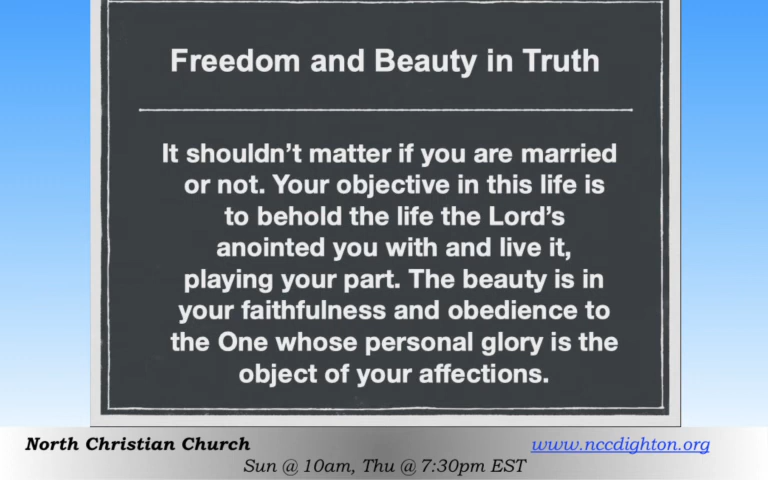 Freedom and Beauty in Truth
It shouldn’t matter if you are married
or not. Your objective in this life is
to behold the life the Lord’s
anointed you with and live it,
playing your part. The beauty is in
your faithfulness and obedience to
the One whose personal glory is the
object of your affections.
North Christian Church www.nccdighton.org
Sun @ 10am, Thu @ 7:30pm EST